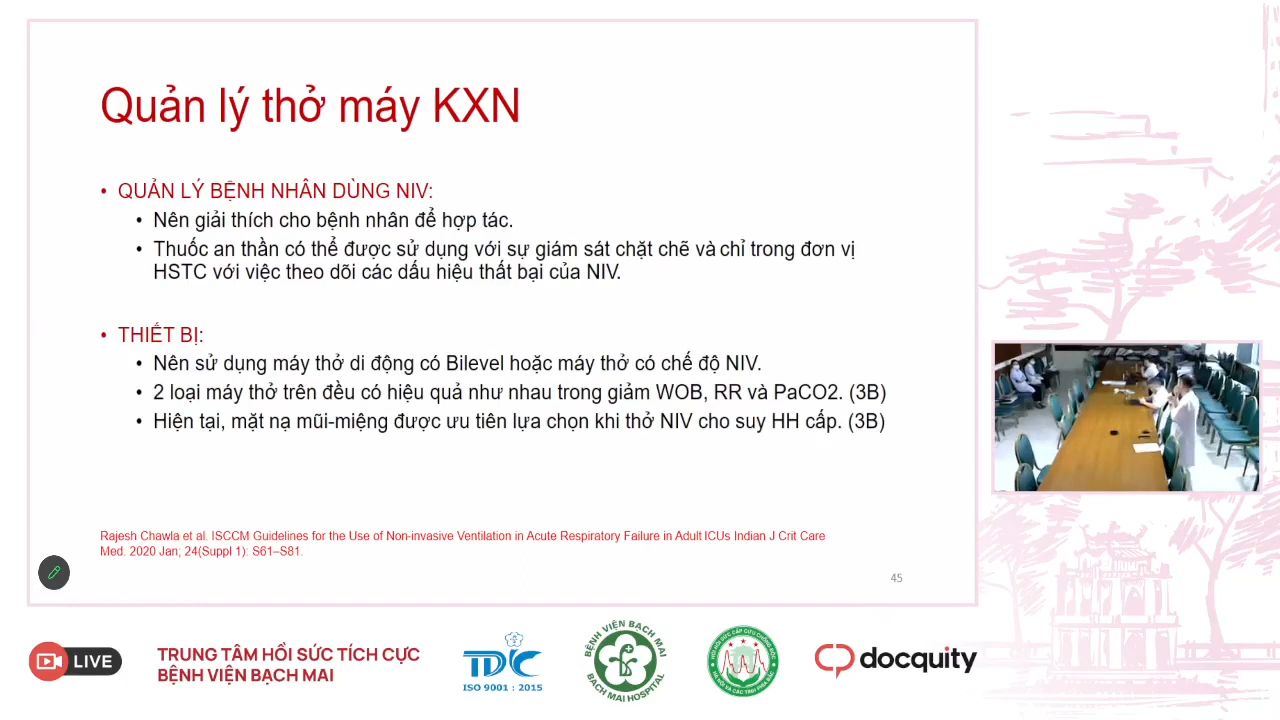 Quản lý thở máy KXN
• QUẢN LÝ BỆNH NHÂN DÙNG NIV:
• Nên giải thích cho bệnh nhân để hợp tác.
• Thuốc an thần có thể được sử dụng với sự giám sát chặt chẽ và chỉ trong đơn vị
HSTC với việc theo dõi các dấu hiệu thất bại của NIV.
• THIẾT BỊ:
• Nên sử dụng máy thở di động có Bilevel hoặc máy thở có chế độ NIV.
• 2 loại máy thở trên đều có hiệu quả như nhau trong giảm WOB, RR và PaCO2. (3B)
• Hiện tại, mặt nạ mũi-miệng được ưu tiên lựa chọn khi thở NIV cho suy HH cấp. (3B)
Rajesh Chawla et al. ISCCM Guidelines for the Use of Non-invasive Ventilation in Acute Respiratory Failure in Adult ICUs Indian J Crit Care
Med. 2020 Jan; 24(Suppl 1): S61–S81.
45
LIVE
TRUNG TÂM HỒI SỨC TÍCH CỰC
BỆNH VIỆN BẠCH MAI
TDC
ISO 9001 : 2015
BỆNH VIỆN BẠCH MAI
BACH MAI HOSPITAL
docquity